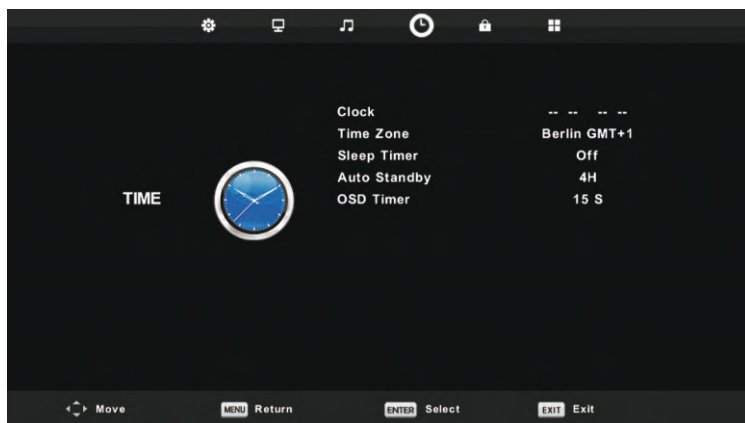 Clock -- -- -- --
Time Zone Berlin GMT+1
Sleep Timer Off
Auto Standby 4H
TIME
OSD Timer 15 S
Move MENU Return ENTER Select EXIT Exit